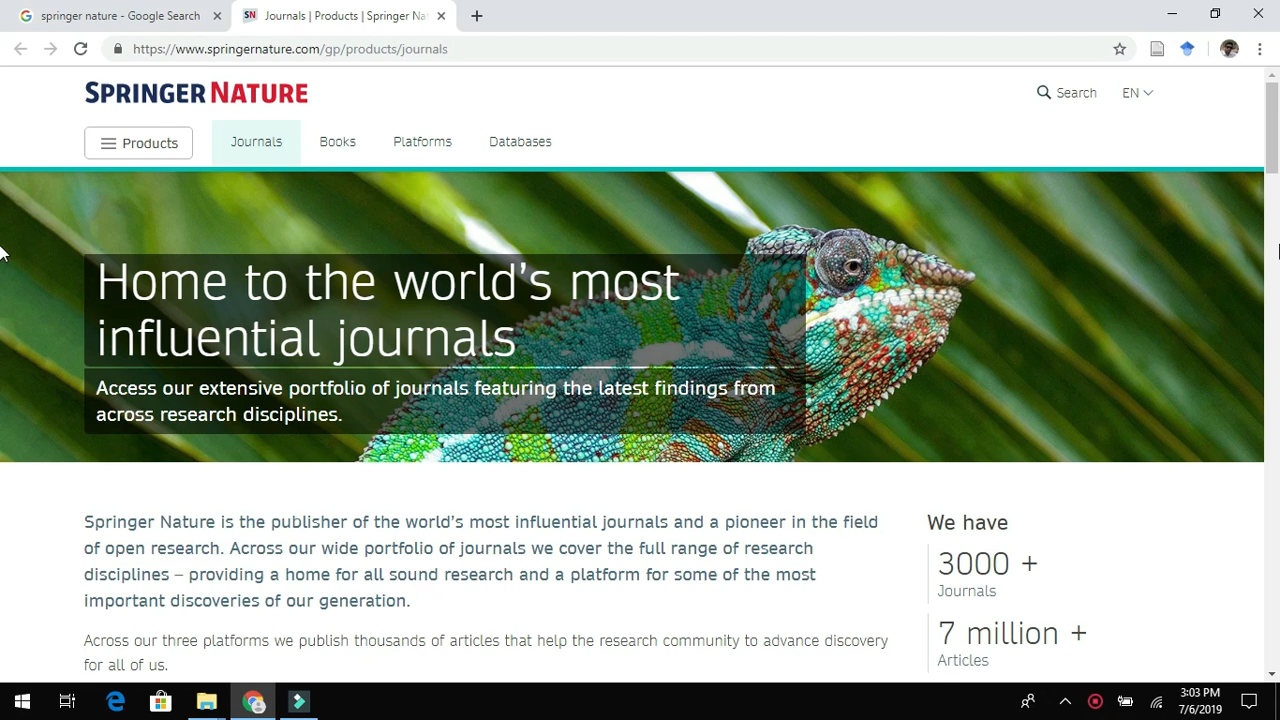 springer nature - Google Search
SN
Journals | Products | Springer Na
https://www.springernature.com/gp/products/journals
SPRINGER NATURE
Search
EN
Products
Journals
Books
Platforms
Databases
Home to the world's most
influential journals
Access our extensive portfolio of journals featuring the latest findings from
across research disciplines.
Springer Nature is the publisher of the world's most influential journals and a pioneer in the field
of open research. Across our wide portfolio of journals we cover the full range of research
disciplines – providing a home for all sound research and a platform for some of the most
important discoveries of our generation.
Across our three platforms we publish thousands of articles that help the research community to advance discovery
for all of us.
We have
3000 +
Journals
7 million +
Articles
3:03 PM
7/6/2019